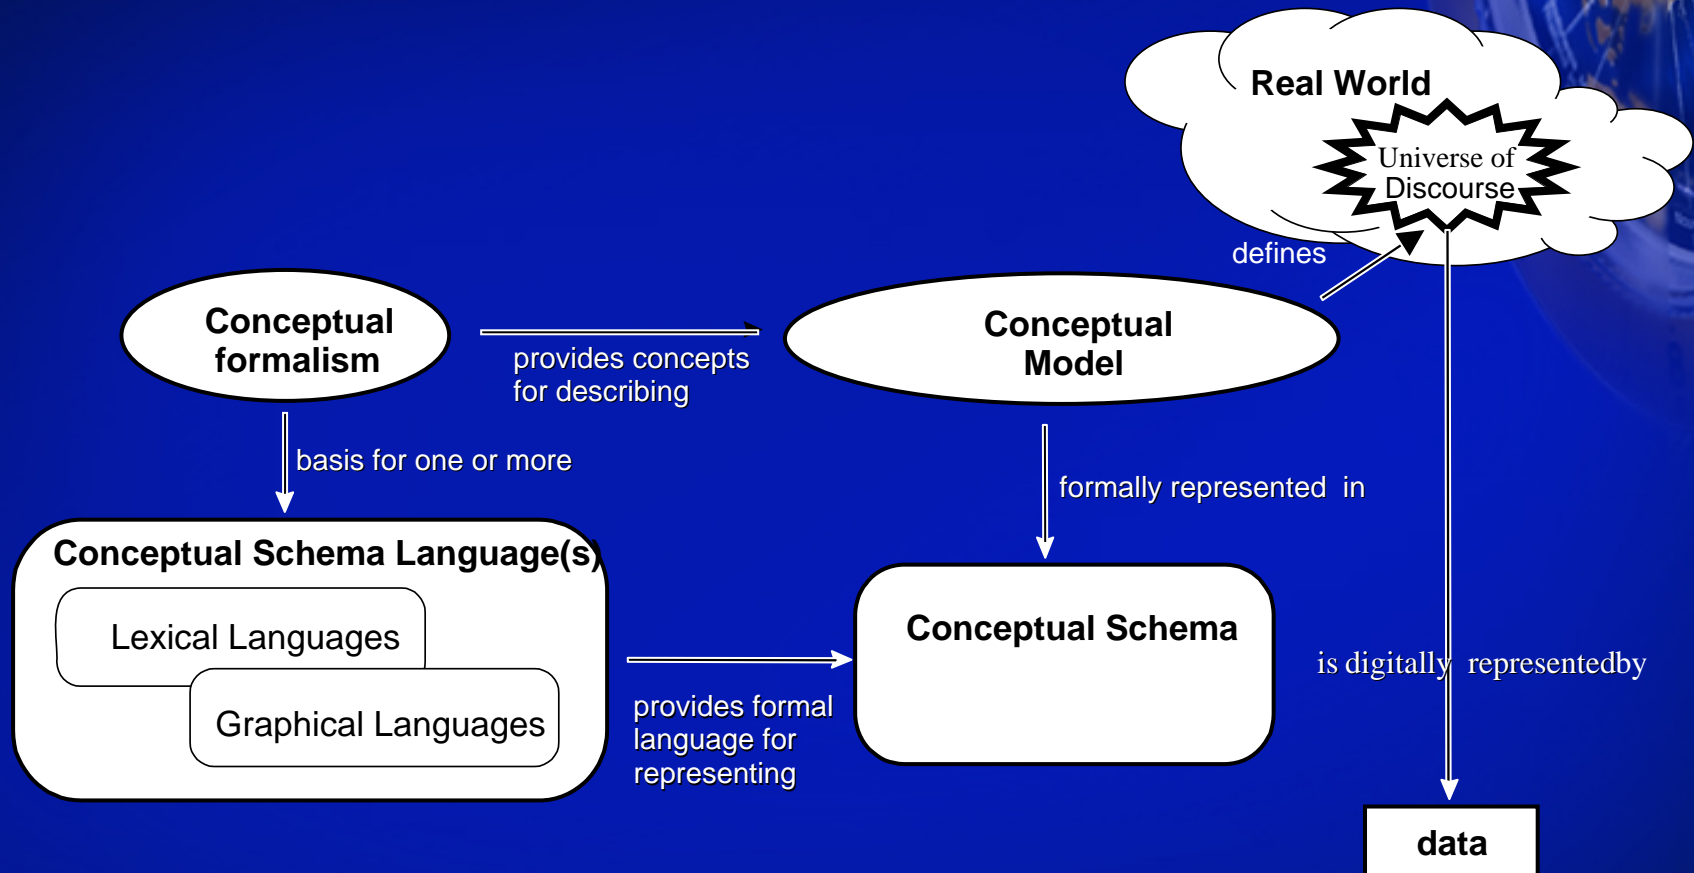 Real World
Universe of
Discourse
defines
Conceptual
formalism
provides concepts
for describing
Conceptual
Model
basis for one or more
formally represented  in
Conceptual Schema Language(s)
Lexical Languages
Graphical Languages
provides formal
language for
representing
Conceptual Schema
is digitally  representedby
data